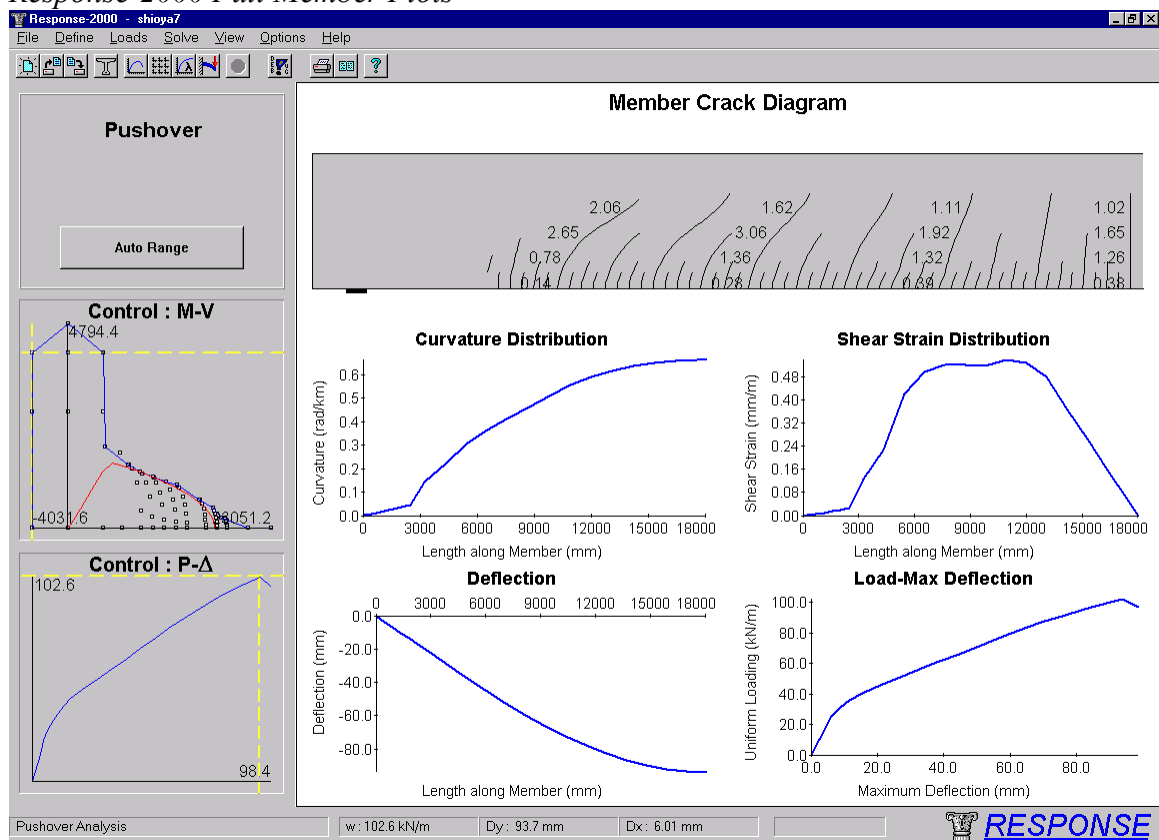 Response-2000 Full Member Plots
Response-2000 - shioya7
File Define Loads Solve View Options Help
Pushover
Auto Range
Control : M-V
4794.4
-4031.6
8051.2
Control : P-Δ
102.6
98.4
Member Crack Diagram
2.06 1.62 1.11 1.02
2.65 3.06 1.92 1.65
0.78 1.36 1.32 1.26
0.14 0.28 0.39 0.38
Curvature Distribution
Curvature (rad/km)
0.6
0.5
0.4
0.3
0.2
0.1
0.0
0 3000 6000 9000 12000 15000 18000
Length along Member (mm)
Shear Strain Distribution
Shear Strain (mm/m)
0.48
0.40
0.32
0.24
0.16
0.08
0.00
0 3000 6000 9000 12000 15000 18000
Length along Member (mm)
Deflection
0 3000 6000 9000 12000 15000 18000
Deflection (mm)
0.0
-20.0
-40.0
-60.0
-80.0
Length along Member (mm)
Load-Max Deflection
Uniform Loading (kN/m)
100.0
80.0
60.0
40.0
20.0
0.0
0.0 20.0 40.0 60.0 80.0
Maximum Deflection (mm)
Pushover Analysis
w : 102.6 kN/m
Dy : 93.7 mm
Dx : 6.01 mm
RESPONSE